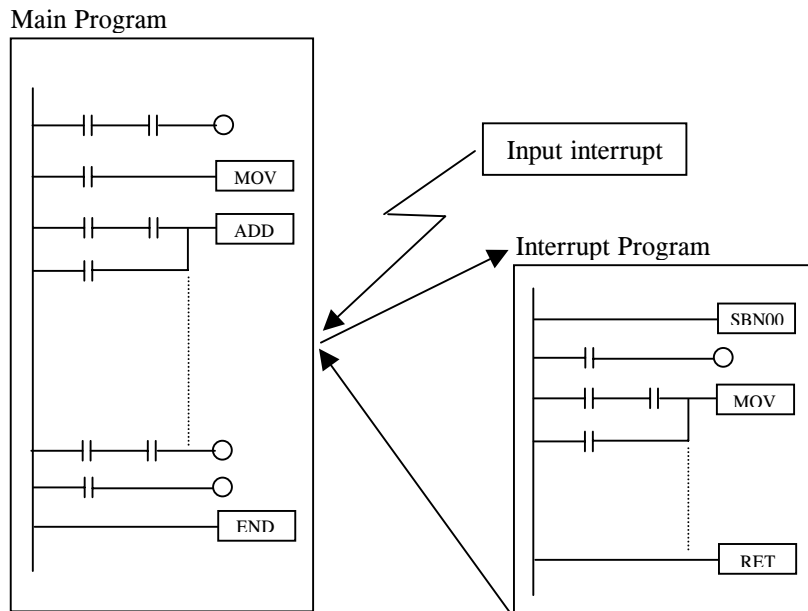 Main Program
MOV
ADD
END
Input interrupt
Interrupt Program
SBN00
MOV
RET